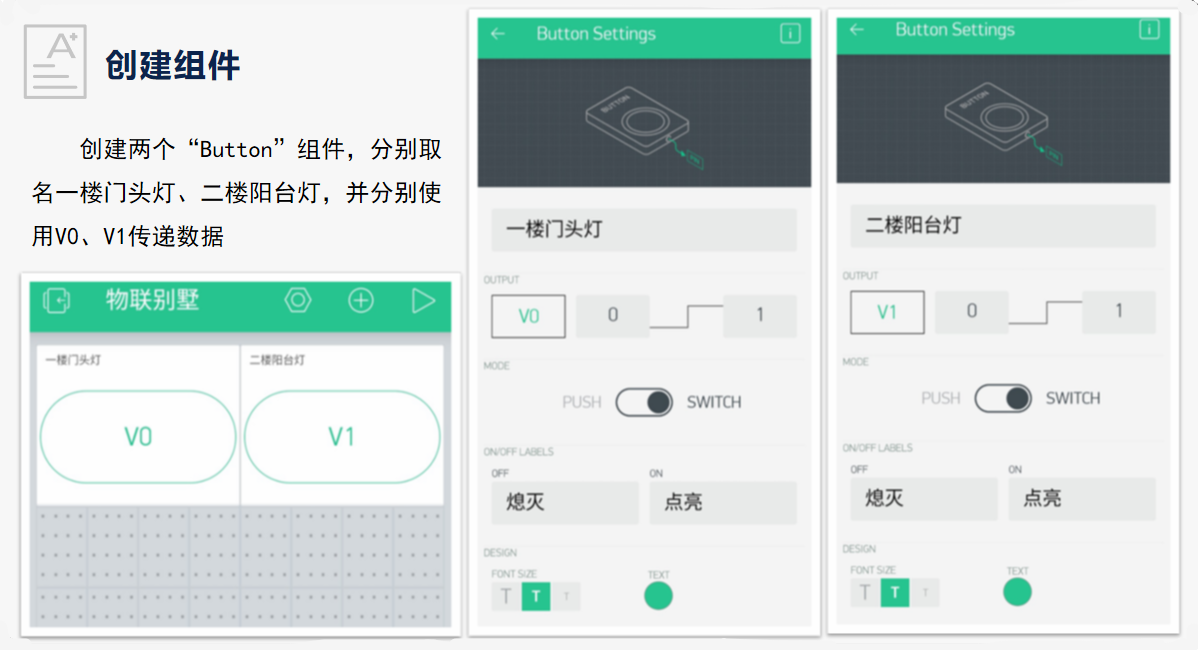 A+
创建组件
创建两个“Button”组件，分别取
名一楼门头灯、二楼阳台灯，并分别使
用V0、V1传递数据
物联别墅
一楼门头灯 二楼阳台灯
V0 V1
Button Settings
BUTTON
PIN
一楼门头灯
OUTPUT
V0 0 1
MODE
PUSH SWITCH
ON/OFF LABELS
OFF ON
熄灭 点亮
DESIGN
FONT SIZE TEXT
T T T
Button Settings
BUTTON
PIN
二楼阳台灯
OUTPUT
V1 0 1
MODE
PUSH SWITCH
ON/OFF LABELS
OFF ON
熄灭 点亮
DESIGN
FONT SIZE TEXT
T T T